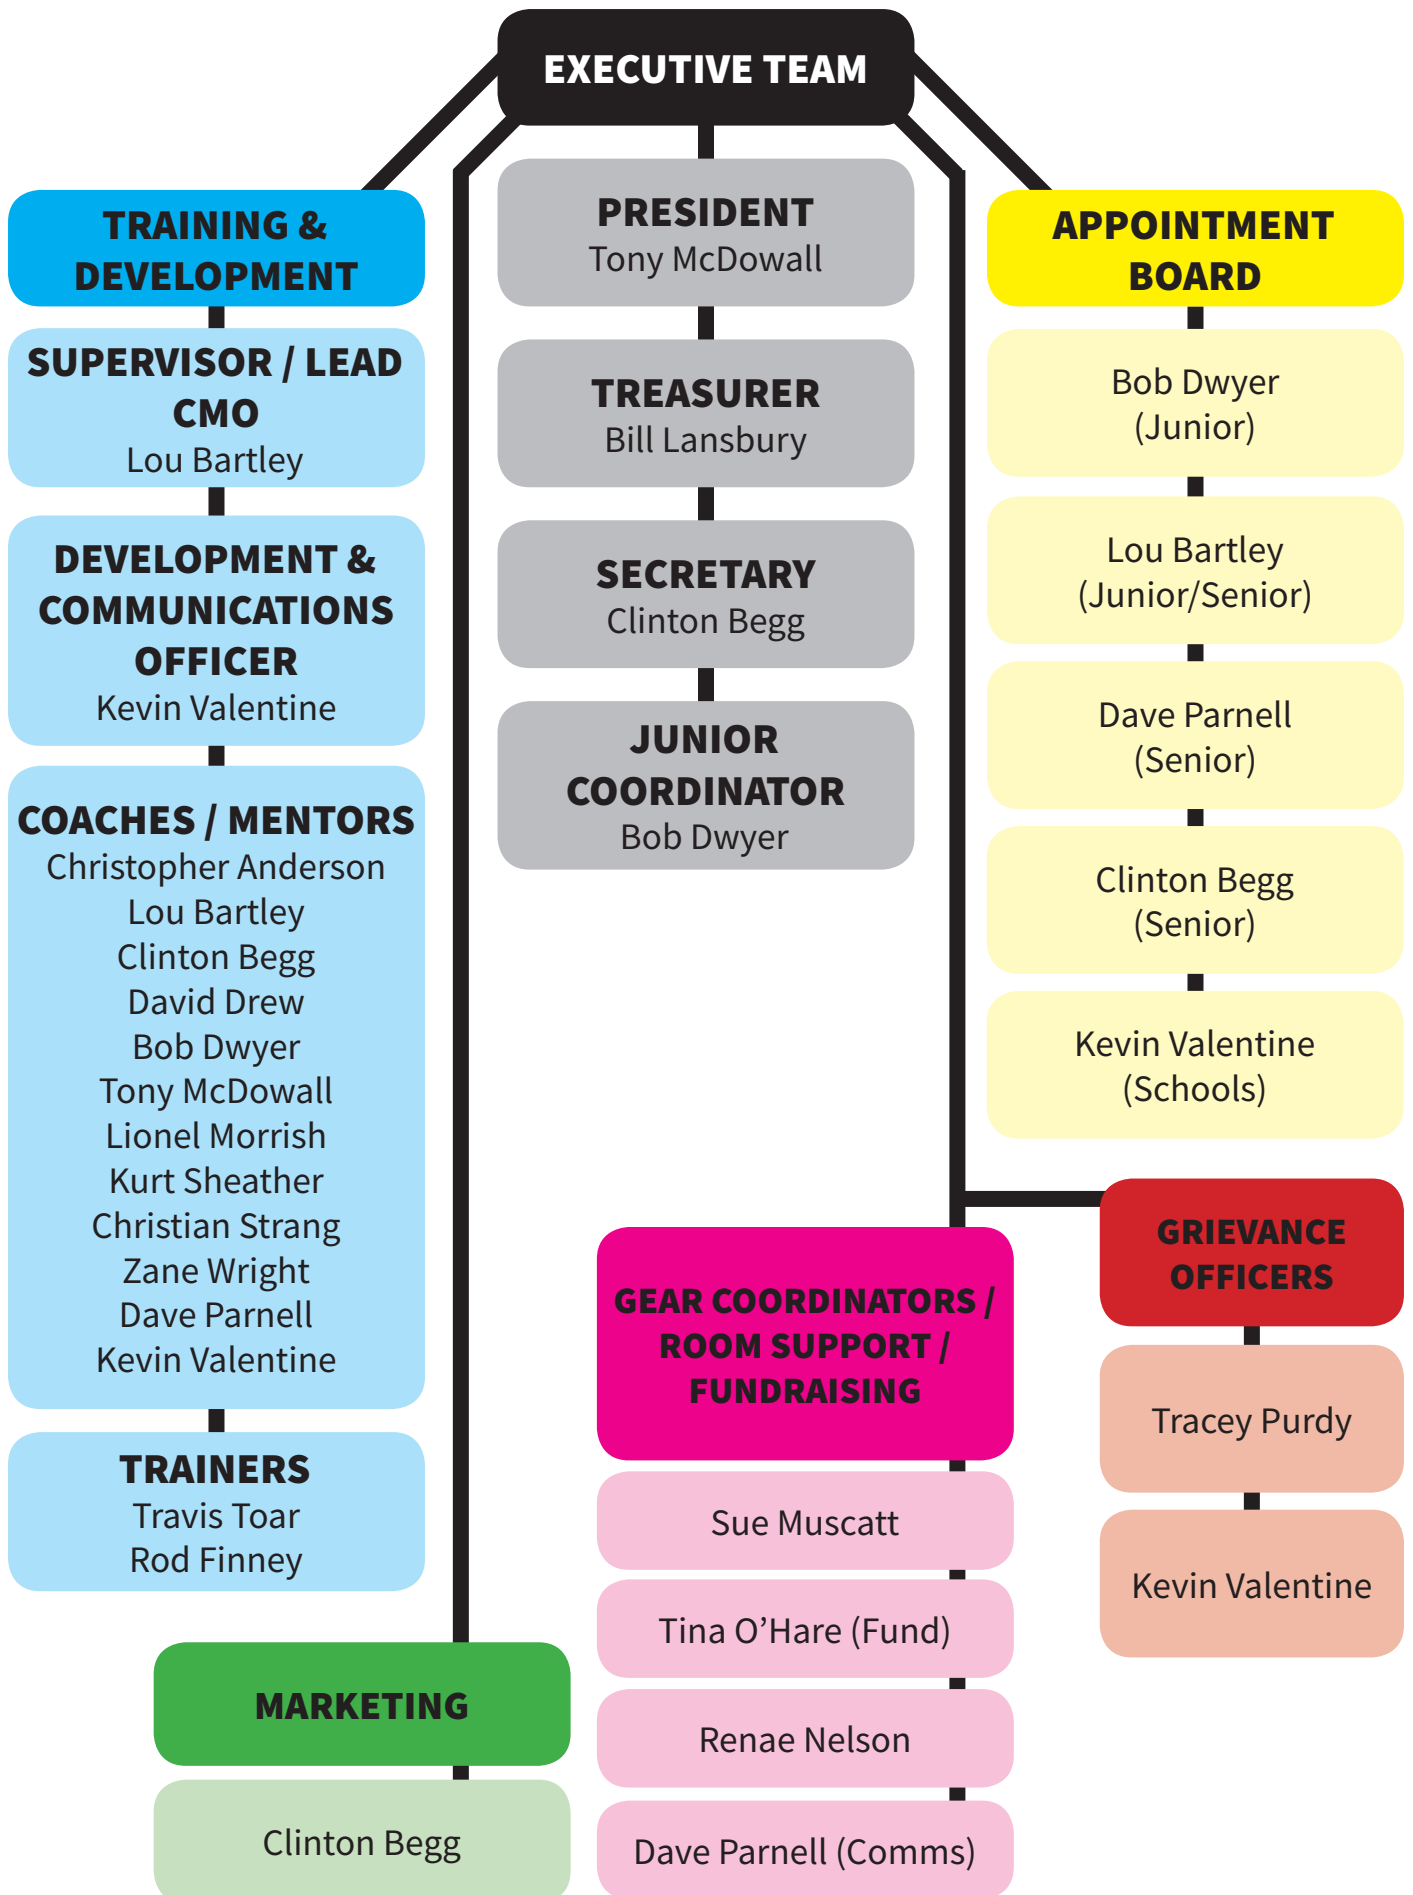 EXECUTIVE TEAM
TRAINING &
DEVELOPMENT
SUPERVISOR / LEAD
CMO
Lou Bartley
DEVELOPMENT &
COMMUNICATIONS
OFFICER
Kevin Valentine
COACHES / MENTORS
Christopher Anderson
Lou Bartley
Clinton Begg
David Drew
Bob Dwyer
Tony McDowall
Lionel Morrish
Kurt Sheather
Christian Strang
Zane Wright
Dave Parnell
Kevin Valentine
TRAINERS
Travis Toar
Rod Finney
MARKETING
Clinton Begg
PRESIDENT
Tony McDowall
TREASURER
Bill Lansbury
SECRETARY
Clinton Begg
JUNIOR
COORDINATOR
Bob Dwyer
GEAR COORDINATORS /
ROOM SUPPORT /
FUNDRAISING
Sue Muscatt
Tina O’Hare (Fund)
Renae Nelson
Dave Parnell (Comms)
APPOINTMENT
BOARD
Bob Dwyer
(Junior)
Lou Bartley
(Junior/Senior)
Dave Parnell
(Senior)
Clinton Begg
(Senior)
Kevin Valentine
(Schools)
GRIEVANCE
OFFICERS
Tracey Purdy
Kevin Valentine